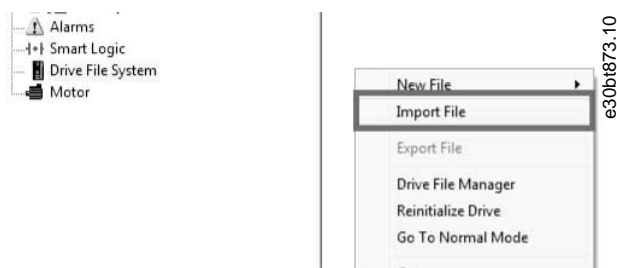 Alarms
Smart Logic
Drive File System
Motor
New File
Import File
Export File
Drive File Manager
Reinitialize Drive
Go To Normal Mode
e30bt873.10